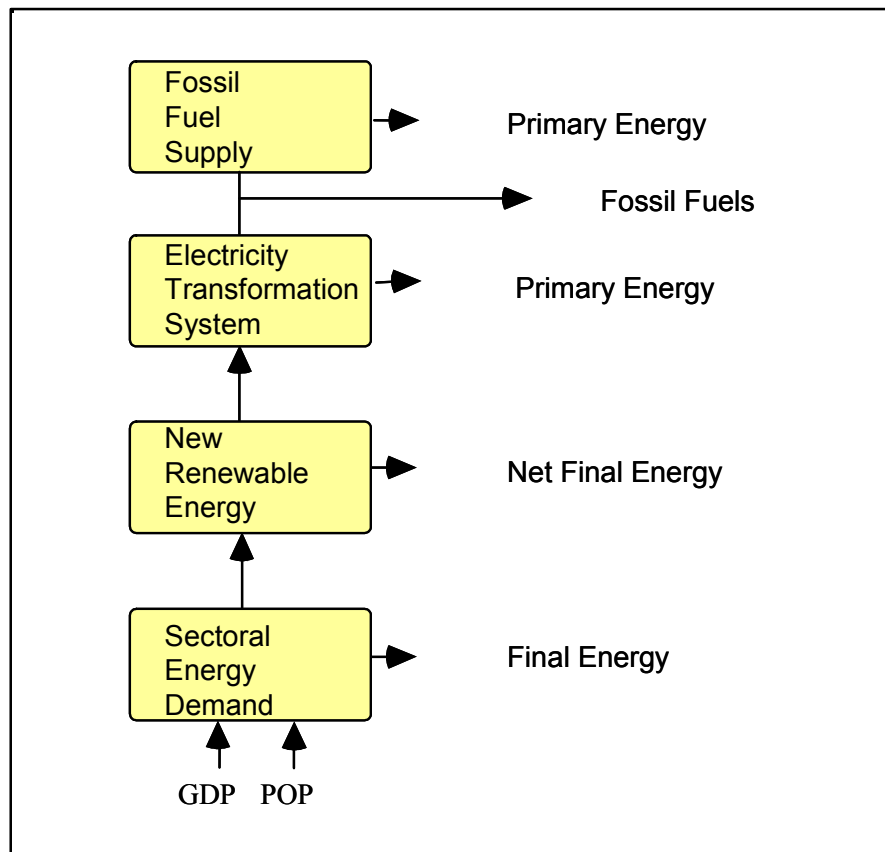 Fossil
Fuel
Supply
Primary Energy
Fossil Fuels
Electricity
Transformation
System
Primary Energy
New
Renewable
Energy
Net Final Energy
Sectoral
Energy
Demand
Final Energy
GDP POP